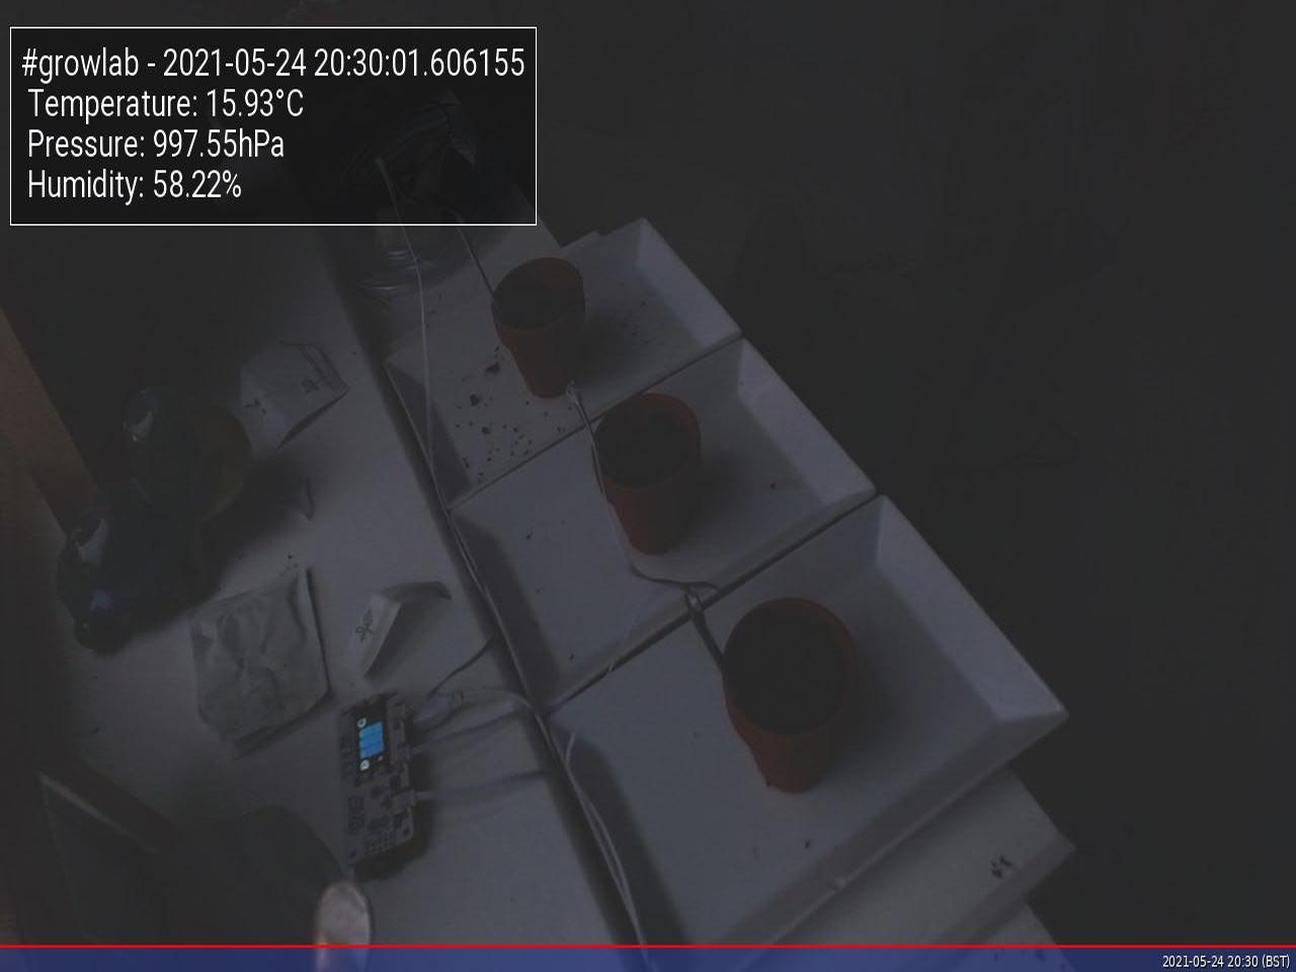 #growlab - 2021-05-24 20:30:01.606155
Temperature: 15.93°C
Pressure: 997.55hPa
Humidity: 58.22%
2021-05-24 20:30 (BST)